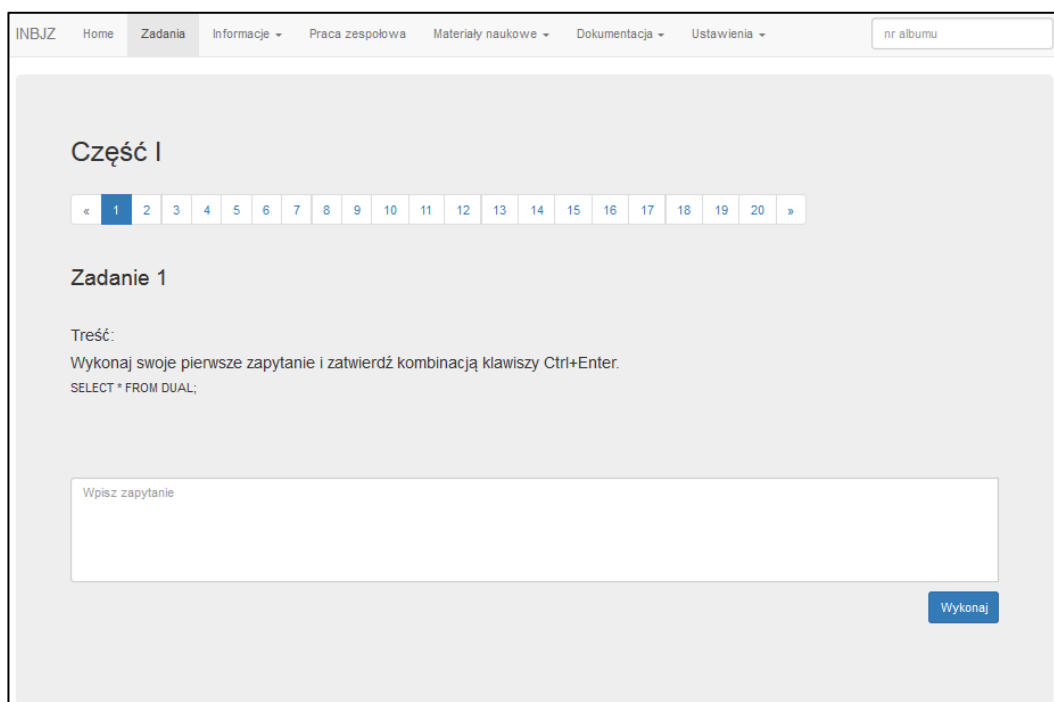 INBJZ Home Zadania Informacje Praca zespołowa Materiały naukowe Dokumentacja Ustawienia nr albumu
Część I
« 1 2 3 4 5 6 7 8 9 10 11 12 13 14 15 16 17 18 19 20 »
Zadanie 1
Treść:
Wykonaj swoje pierwsze zapytanie i zatwierdź kombinacją klawiszy Ctrl+Enter.
SELECT * FROM DUAL;
Wpisz zapytanie
Wykonaj